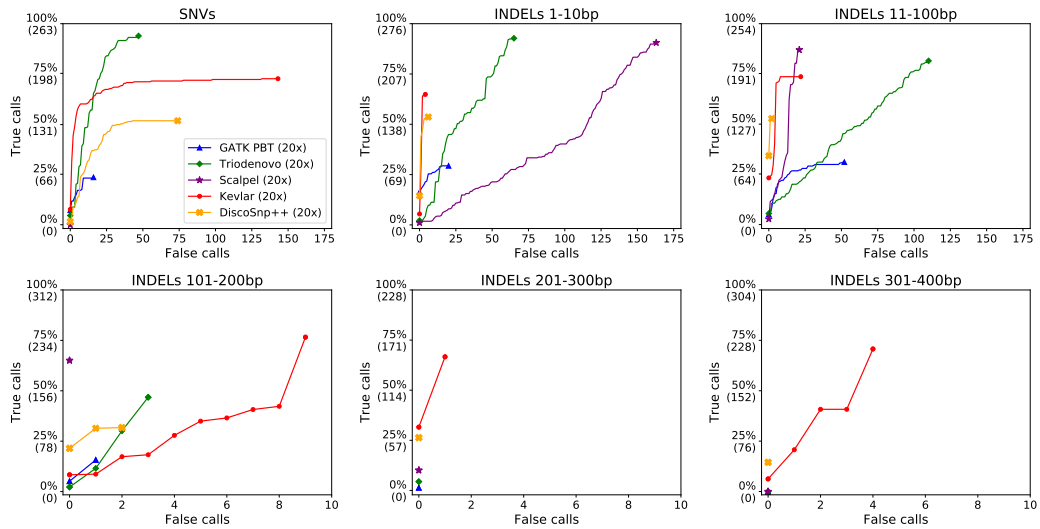 SNVs
100%
(263)
75%
(198)
50%
(131)
25%
(66)
0%
(0)
True calls
0 25 50 75 100 125 150 175
False calls
GATK PBT (20x)
Triodenovo (20x)
Scalpel (20x)
Kevlar (20x)
DiscoSnp++ (20x)
INDELs 1-10bp
100%
(276)
75%
(207)
50%
(138)
25%
(69)
0%
(0)
True calls
0 25 50 75 100 125 150 175
False calls
INDELs 11-100bp
100%
(254)
75%
(191)
50%
(127)
25%
(64)
0%
(0)
True calls
0 25 50 75 100 125 150 175
False calls
INDELs 101-200bp
100%
(312)
75%
(234)
50%
(156)
25%
(78)
0%
(0)
True calls
0 2 4 6 8 10
False calls
INDELs 201-300bp
100%
(228)
75%
(171)
50%
(114)
25%
(57)
0%
(0)
True calls
0 2 4 6 8 10
False calls
INDELs 301-400bp
100%
(304)
75%
(228)
50%
(152)
25%
(76)
0%
(0)
True calls
0 2 4 6 8 10
False calls